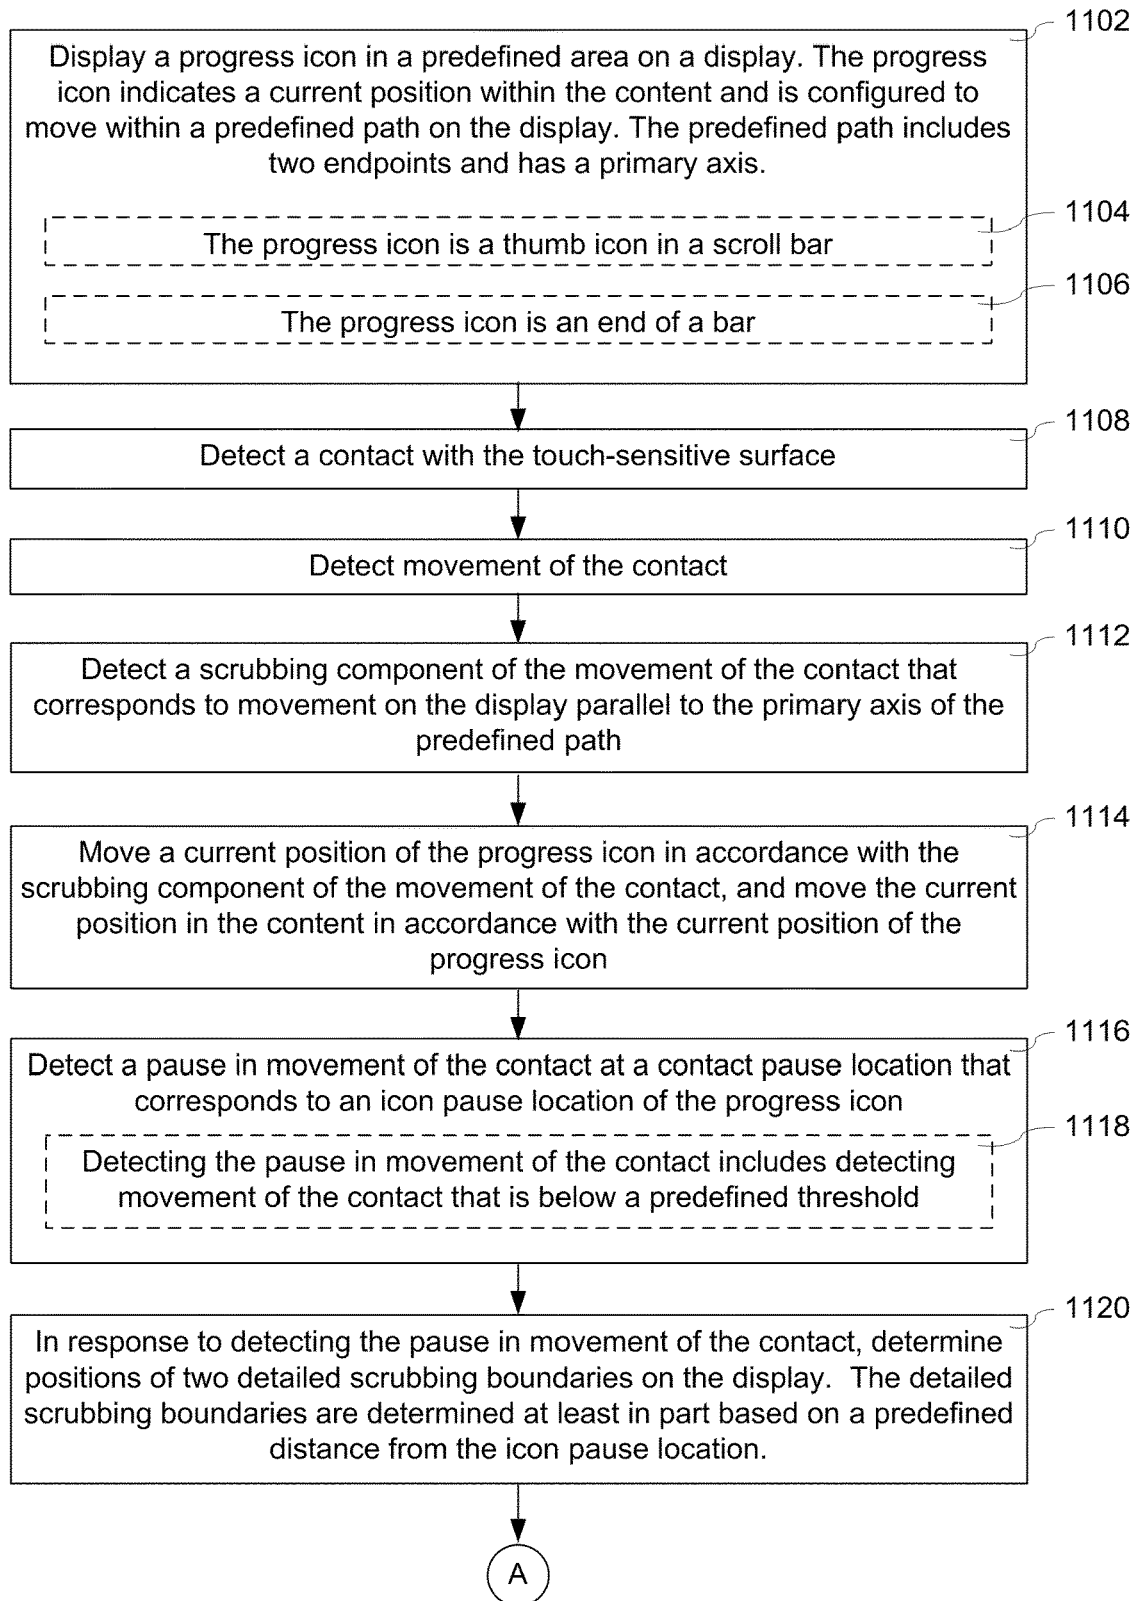 1102
Display a progress icon in a predefined area on a display. The progress
icon indicates a current position within the content and is configured to
move within a predefined path on the display. The predefined path includes
two endpoints and has a primary axis.
1104
The progress icon is a thumb icon in a scroll bar
1106
The progress icon is an end of a bar
1108
Detect a contact with the touch-sensitive surface
1110
Detect movement of the contact
1112
Detect a scrubbing component of the movement of the contact that
corresponds to movement on the display parallel to the primary axis of the
predefined path
1114
Move a current position of the progress icon in accordance with the
scrubbing component of the movement of the contact, and move the current
position in the content in accordance with the current position of the
progress icon
1116
Detect a pause in movement of the contact at a contact pause location that
corresponds to an icon pause location of the progress icon
1118
Detecting the pause in movement of the contact includes detecting
movement of the contact that is below a predefined threshold
1120
In response to detecting the pause in movement of the contact, determine
positions of two detailed scrubbing boundaries on the display.  The detailed
scrubbing boundaries are determined at least in part based on a predefined
distance from the icon pause location.
A